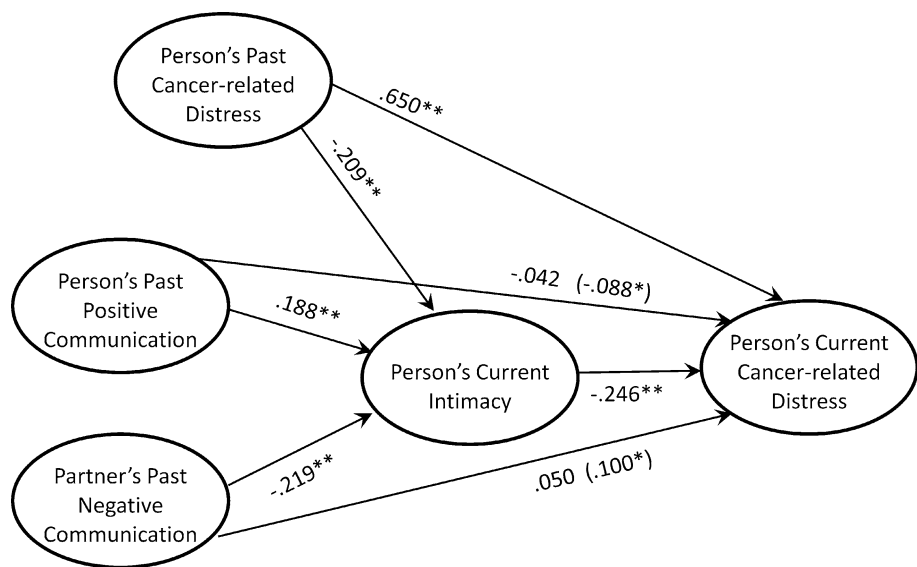 Person's Past
Cancer-related
Distress
.650**
-.209**
Person's Past
Positive
Communication
-.042 (-.088*)
.188**
Person's Current
Intimacy
-.246**
Person's Current
Cancer-related
Distress
Partner's Past
Negative
Communication
-.219**
.050 (.100*)